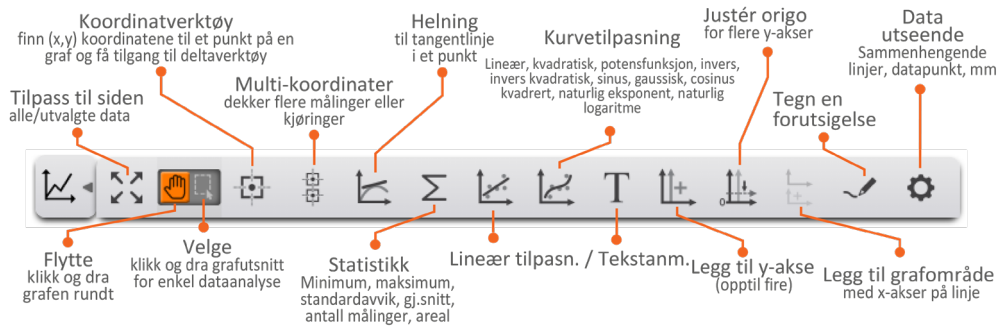 Koordinatverktøy
finn (x,y) koordinatene til et punkt på en
graf og få tilgang til deltaverktøy
Helning
til tangentlinje
i et punkt
Justér origo
for flere y-akser
Data
utseende
Sammenhengende
linjer, datapunkt, mm
Kurvetilpasning
Lineær, kvadratisk, potensfunksjon, invers,
invers kvadratisk, sinus, gaussisk, cosinus
kvadrert, naturlig eksponent, naturlig
logaritme
Multi-koordinater
dekker flere målinger eller
kjøringer
Tilpass til siden
alle/utvalgte data
Tegn en
forutsigelse
Σ
T
0
Flytte
klikk og dra
grafen rundt
Velge
klikk og dra grafutsnitt
for enkel dataanalyse
Statistikk
Minimum, maksimum,
standardavvik, gj.snitt,
antall målinger, areal
Lineær tilpasn. / Tekstanm.
Legg til y-akse
(opptil fire)
Legg til grafområde
med x-akser på linje